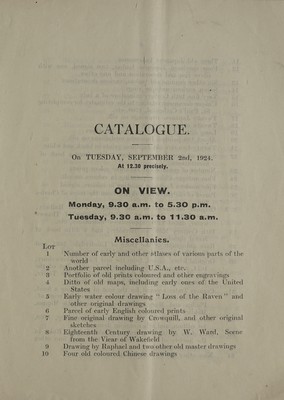 CATALOGUE.
On TUESDAY, SEPTEMBER 2nd, 1924.
At 12.30 precisely.
ON VIEW.
Monday, 9.30 a.m. to 5.30 p.m.
Tuesday, 9.30 a.m. to 11.30 a.m.
Miscellanies.
Lot
1 Number of early and other atlases of various parts of the
world
2 Another parcel including U.S.A., etc.
3 Portfolio of old prints coloured and other engravings
4 Ditto of old maps, including early ones of the United
States
5 Early water colour drawing " Loss of the Raven " and
other original drawings
6 Parcel of early English coloured prints
7 Fine original drawing by Crowquill, and other original
sketches
8 Eighteenth Century drawing by W. Ward, Scene
from the Vicar of Wakefield
9 Drawing by Raphael and two other old master drawings
10 Four old coloured Chinese drawings